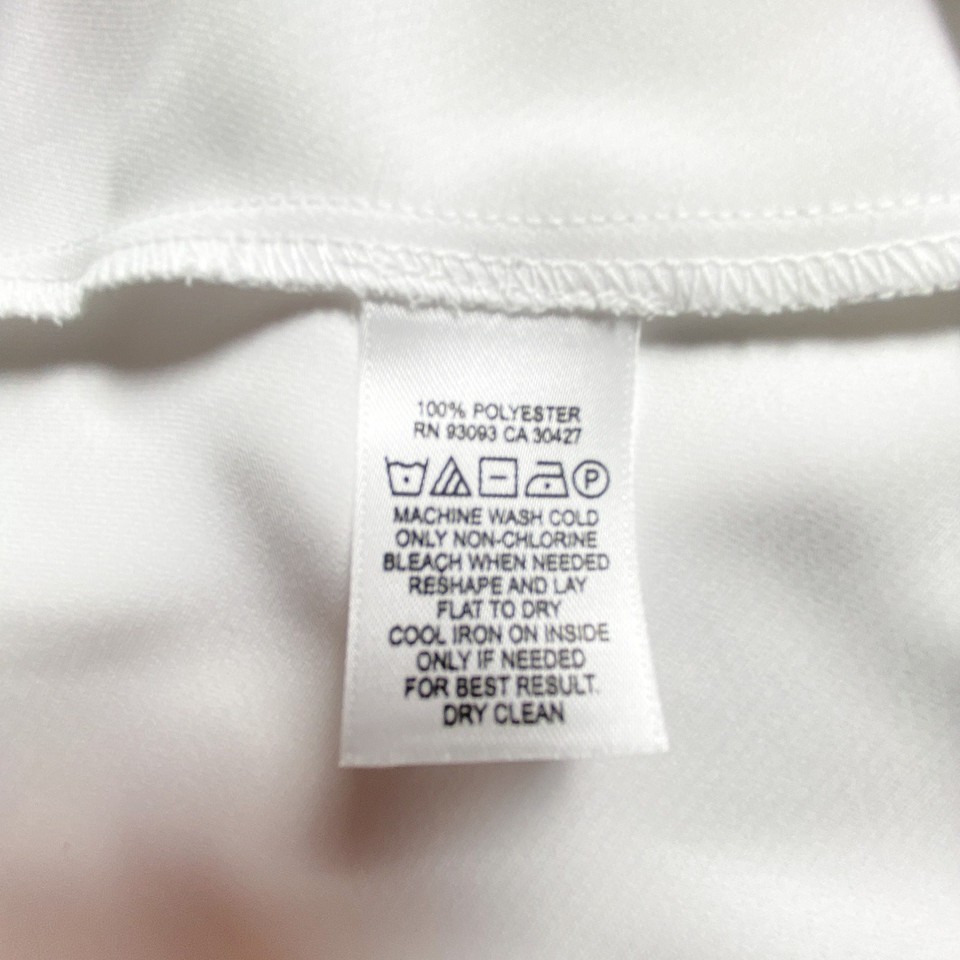 100% POLYESTER
RN 93093 CA 30427
P
MACHINE WASH COLD
ONLY NON-CHLORINE
BLEACH WHEN NEEDED
RESHAPE AND LAY
FLAT TO DRY
COOL IRON ON INSIDE
ONLY IF NEEDED
FOR BEST RESULT.
DRY CLEAN